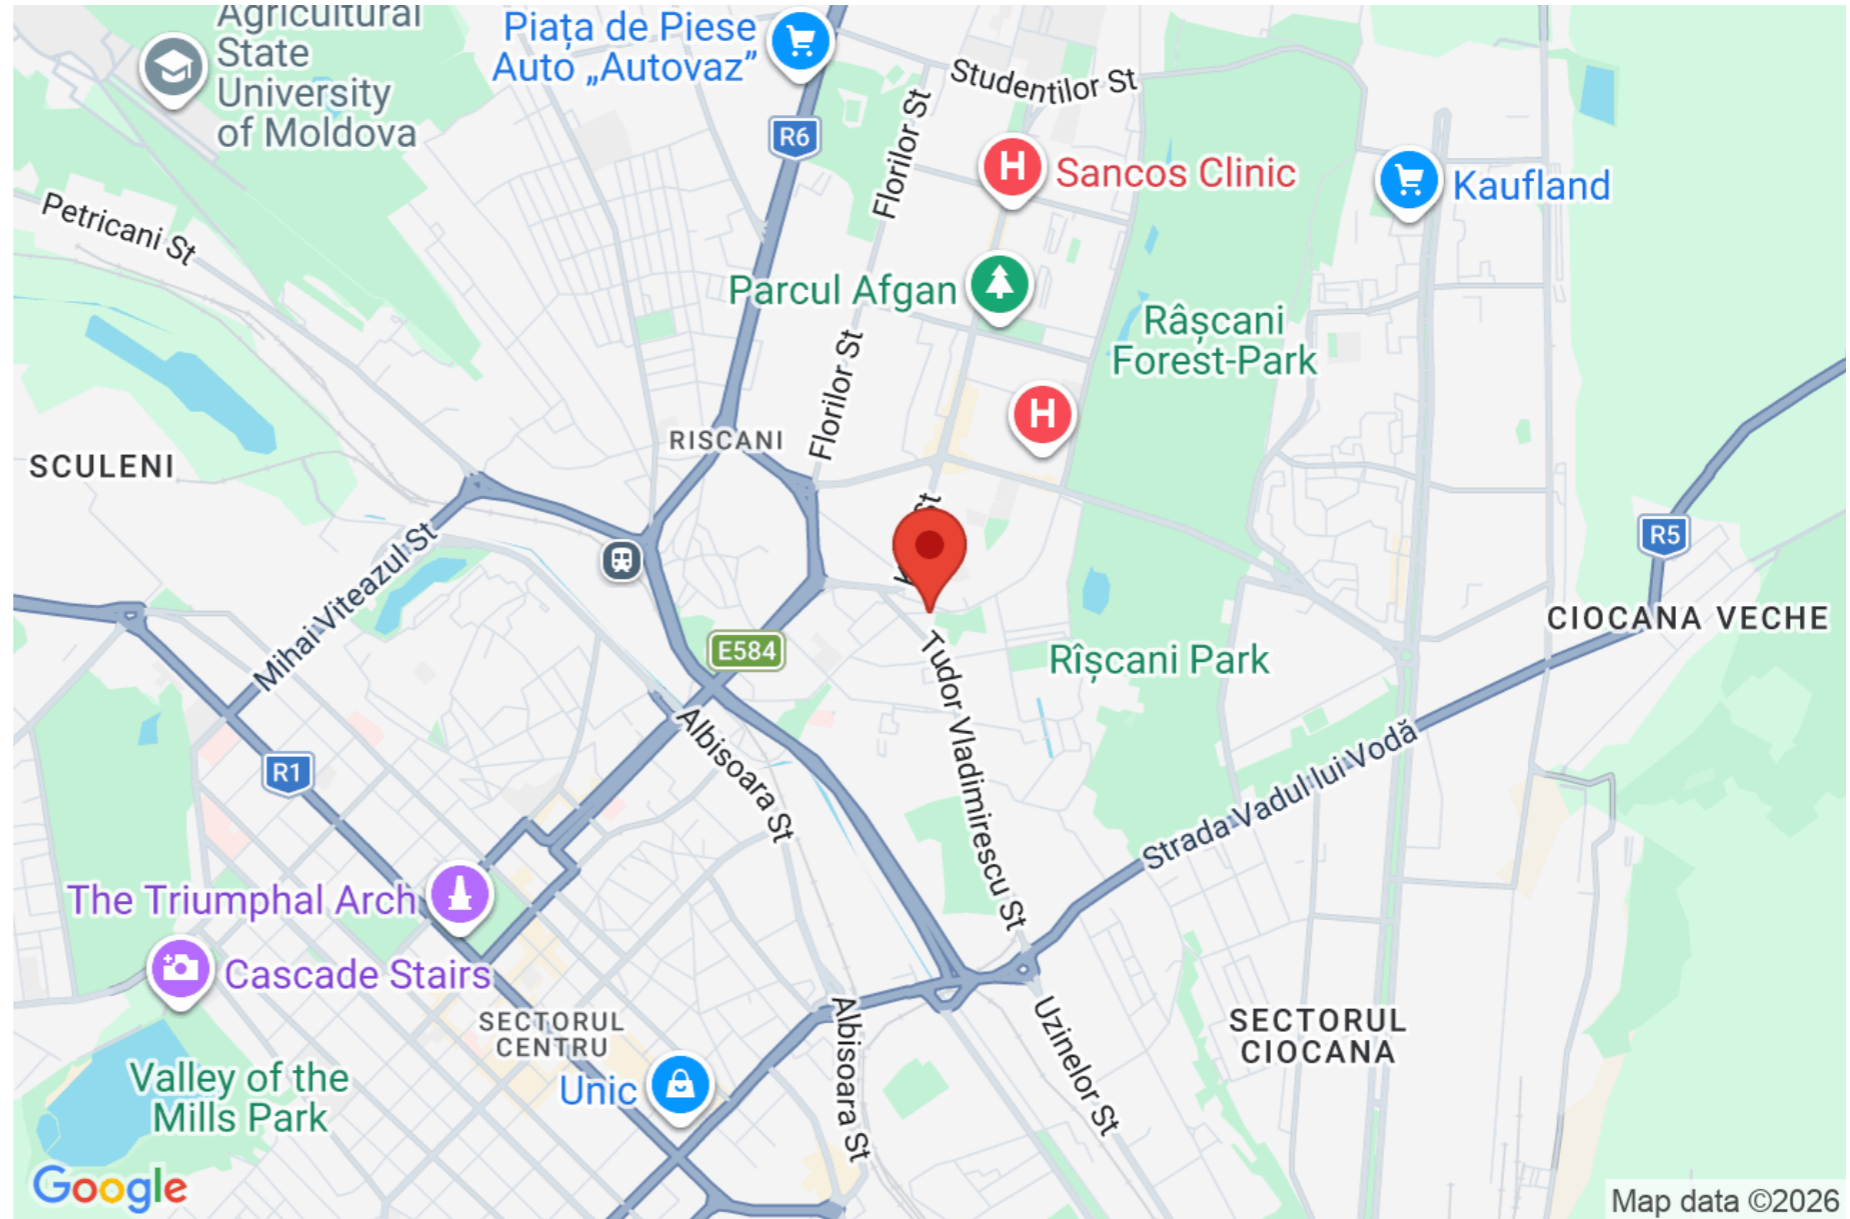 Agricultural
State
University
of Moldova
Piața de Piese
Auto „Autovaz”
Studentilor St
R6
Florilor St
Sancos Clinic
Kaufland
Petricani St
Parcul Afgan
Râșcani
Forest-Park
Florilor St
RISCANI
SCULENI
St
R5
Mihai Viteazul St
CIOCANA VECHE
E584
Rîșcani Park
Tudor Vladimirescu St
Albisoara St
R1
Strada Vadul lui Vodă
The Triumphal Arch
Cascade Stairs
SECTORUL
CENTRU
Albisoara St
Uzinelor St
SECTORUL
CIOCANA
Valley of the
Mills Park
Unic
Google
Map data ©2026